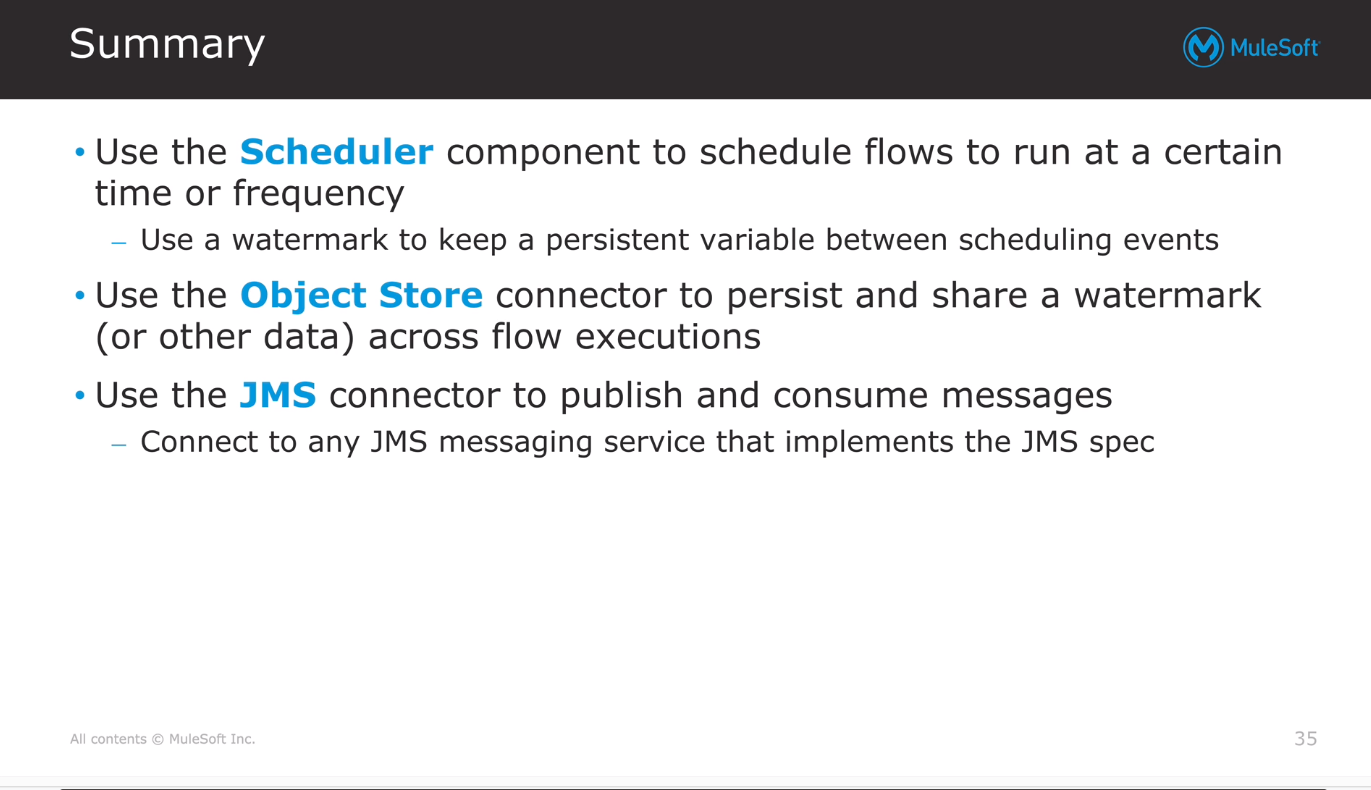 Summary
MuleSoft
• Use the Scheduler component to schedule flows to run at a certain
time or frequency
– Use a watermark to keep a persistent variable between scheduling events
• Use the Object Store connector to persist and share a watermark
(or other data) across flow executions
• Use the JMS connector to publish and consume messages
– Connect to any JMS messaging service that implements the JMS spec
All contents © MuleSoft Inc.
35